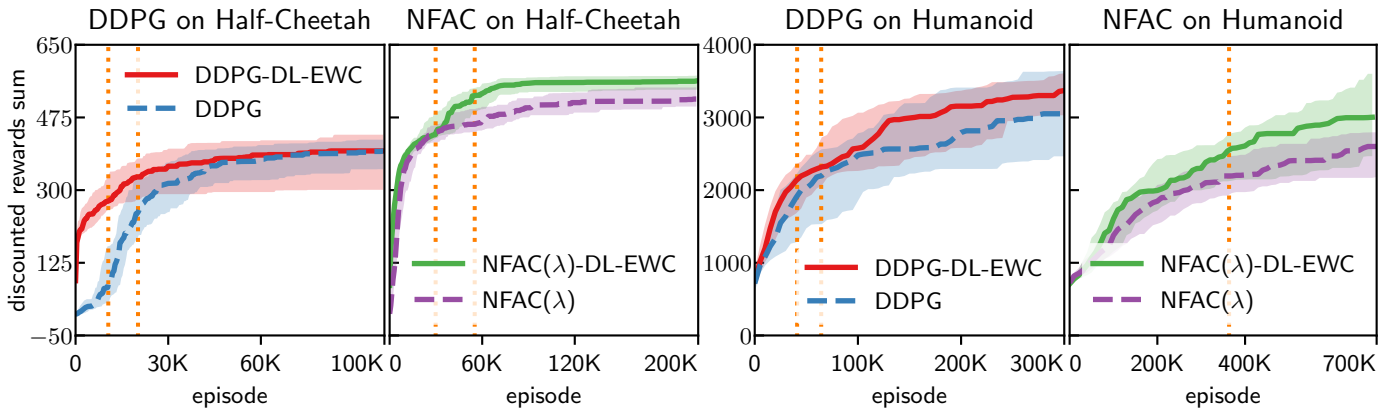 DDPG on Half-Cheetah
NFAC on Half-Cheetah
DDPG on Humanoid
NFAC on Humanoid
discounted rewards sum
650
475
300
125
−50
DDPG-DL-EWC
DDPG
0 30K 60K 100K
episode
NFAC(λ)-DL-EWC
NFAC(λ)
0 60K 120K 200K
episode
4000
3000
2000
1000
0
DDPG-DL-EWC
DDPG
0 100K 200K 300K
episode
NFAC(λ)-DL-EWC
NFAC(λ)
0 200K 400K 700K
episode